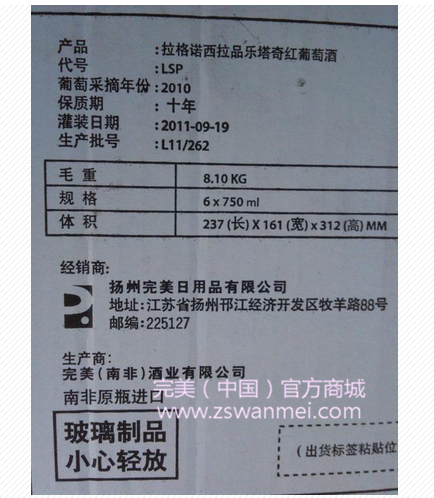 产品 : 拉格诺西拉品乐塔奇红葡萄酒
代号 : LSP
葡萄采摘年份 : 2010
保质期 : 十年
灌装日期 : 2011-09-19
生产批号 : L11/262
毛 重 8.10 KG
规 格 6 x 750 ml
体 积 237 (长) X 161 (宽) x 312 (高) MM
经销商:
扬州完美日用品有限公司
地址:江苏省扬州邗江经济开发区牧羊路88号
邮编:225127
生产商:
完美(南非)酒业有限公司
完美（中国）官方商城
南非原瓶进口
www.zswanmei.com
玻璃制品
小心轻放
(出货标签粘贴位